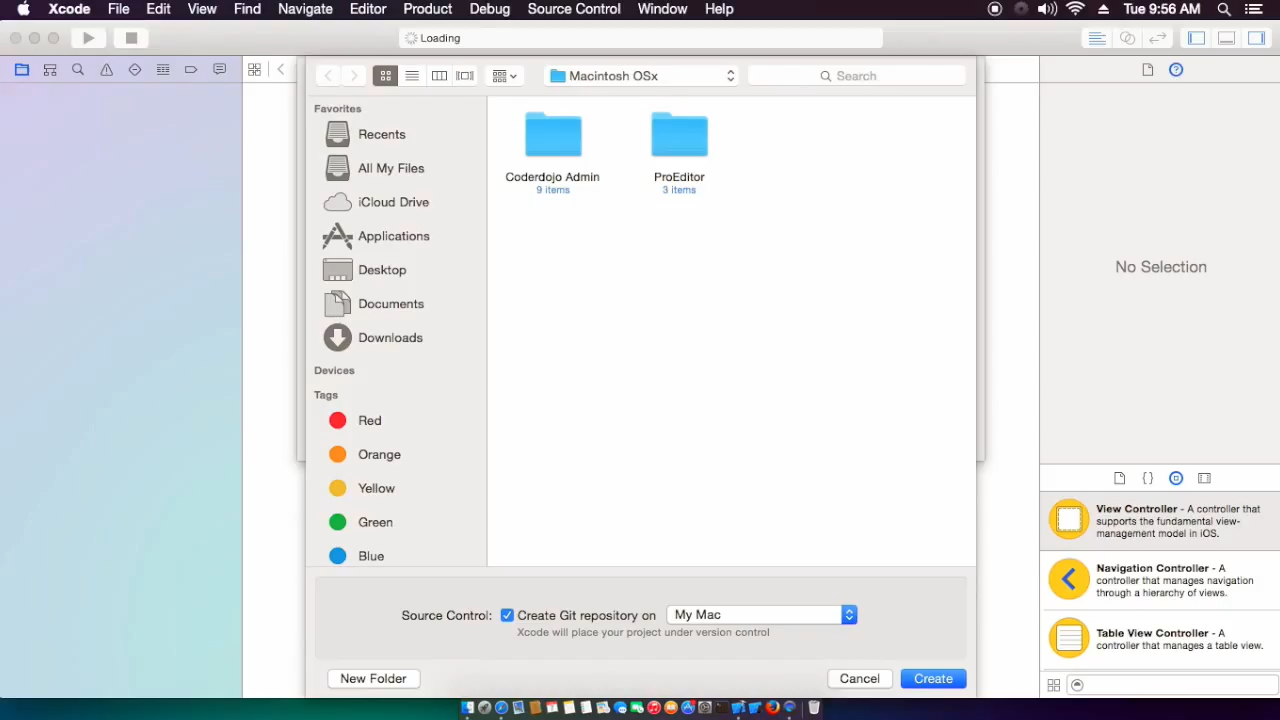 Xcode File Edit View Find Navigate Editor Product Debug Source Control Window Help Tue 9:56 AM
Loading
Macintosh OSx
Search
Favorites
Recents
All My Files
iCloud Drive
Applications
Desktop
Documents
Downloads
Devices
Tags
Red
Orange
Yellow
Green
Blue
Coderdojo Admin
9 items
ProEditor
3 items
Source Control: Create Git repository on My Mac
Xcode will place your project under version control
New Folder
Cancel
Create
No Selection
{ }
View Controller - A controller that
supports the fundamental view-
management model in iOS.
Navigation Controller - A
controller that manages navigation
through a hierarchy of views.
Table View Controller - A
controller that manages a table view.